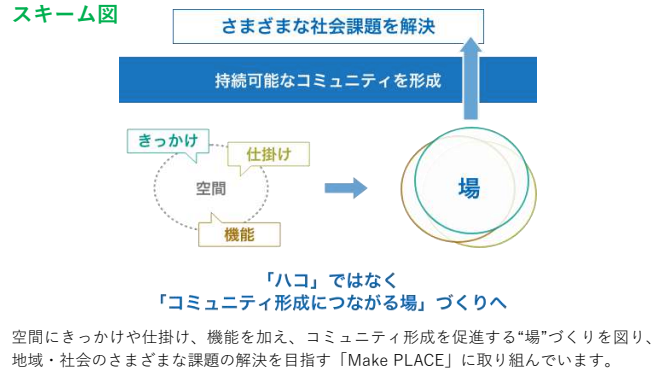 スキーム図
さまざまな社会課題を解決
持続可能なコミュニティを形成
きっかけ
仕掛け
空間
場
機能
「ハコ」ではなく
「コミュニティ形成につながる場」づくりへ
空間にきっかけや仕掛け、機能を加え、コミュニティ形成を促進する“場”づくりを図り、
地域・社会のさまざまな課題の解決を目指す「Make PLACE」に取り組んでいます。